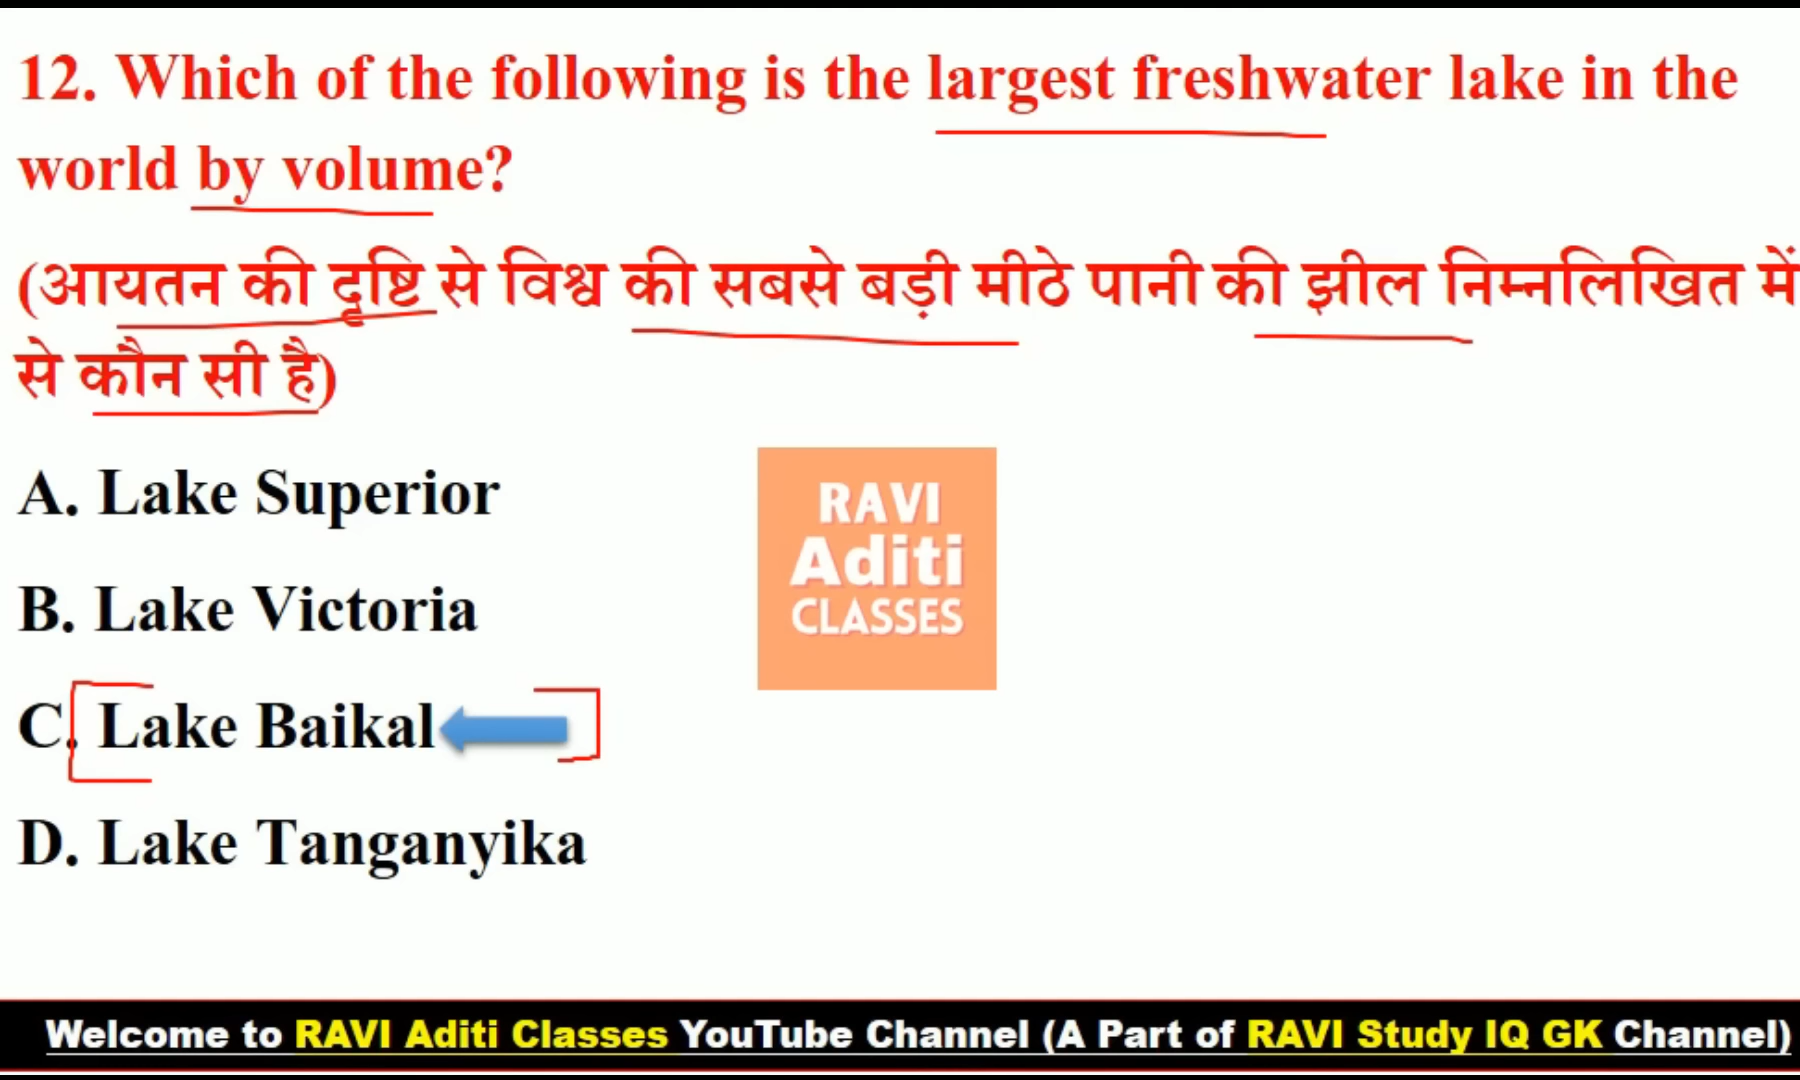 12. Which of the following is the largest freshwater lake in the
world by volume?
(आयतन की दृष्टि से विश्व की सबसे बड़ी मीठे पानी की झील निम्नलिखित में
से कौन सी है)
A. Lake Superior
B. Lake Victoria
C. Lake Baikal
D. Lake Tanganyika
RAVI
Aditi
CLASSES
Welcome to RAVI Aditi Classes YouTube Channel (A Part of RAVI Study IQ GK Channel)